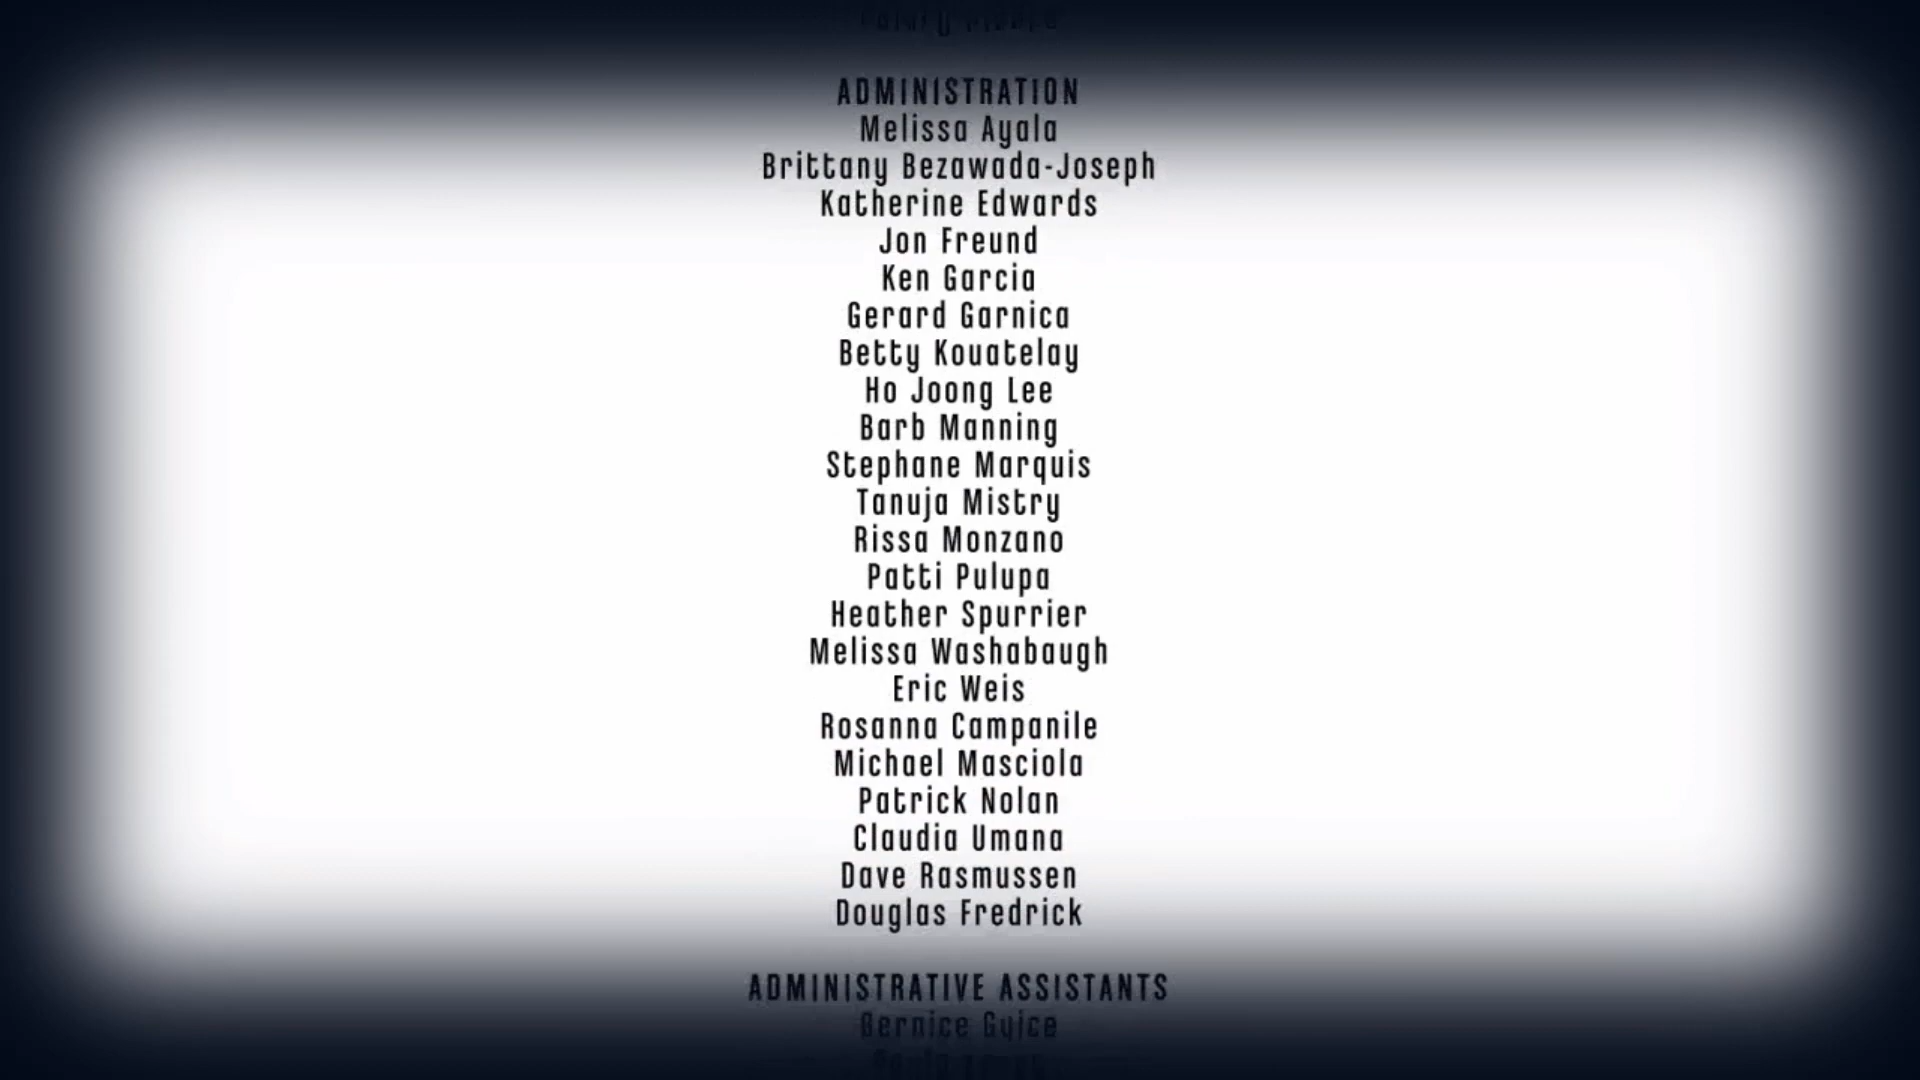 ADMINISTRATION
Melissa Ayala
Brittany Bezawada-Joseph
Katherine Edwards
Jon Freund
Ken Garcia
Gerard Garnica
Betty Kouatelay
Ho Joong Lee
Barb Manning
Stephane Marquis
Tanuja Mistry
Rissa Monzano
Patti Pulupa
Heather Spurrier
Melissa Washabaugh
Eric Weis
Rosanna Campanile
Michael Masciola
Patrick Nolan
Claudia Umana
Dave Rasmussen
Douglas Fredrick
ADMINISTRATIVE ASSISTANTS
Bernice Guice